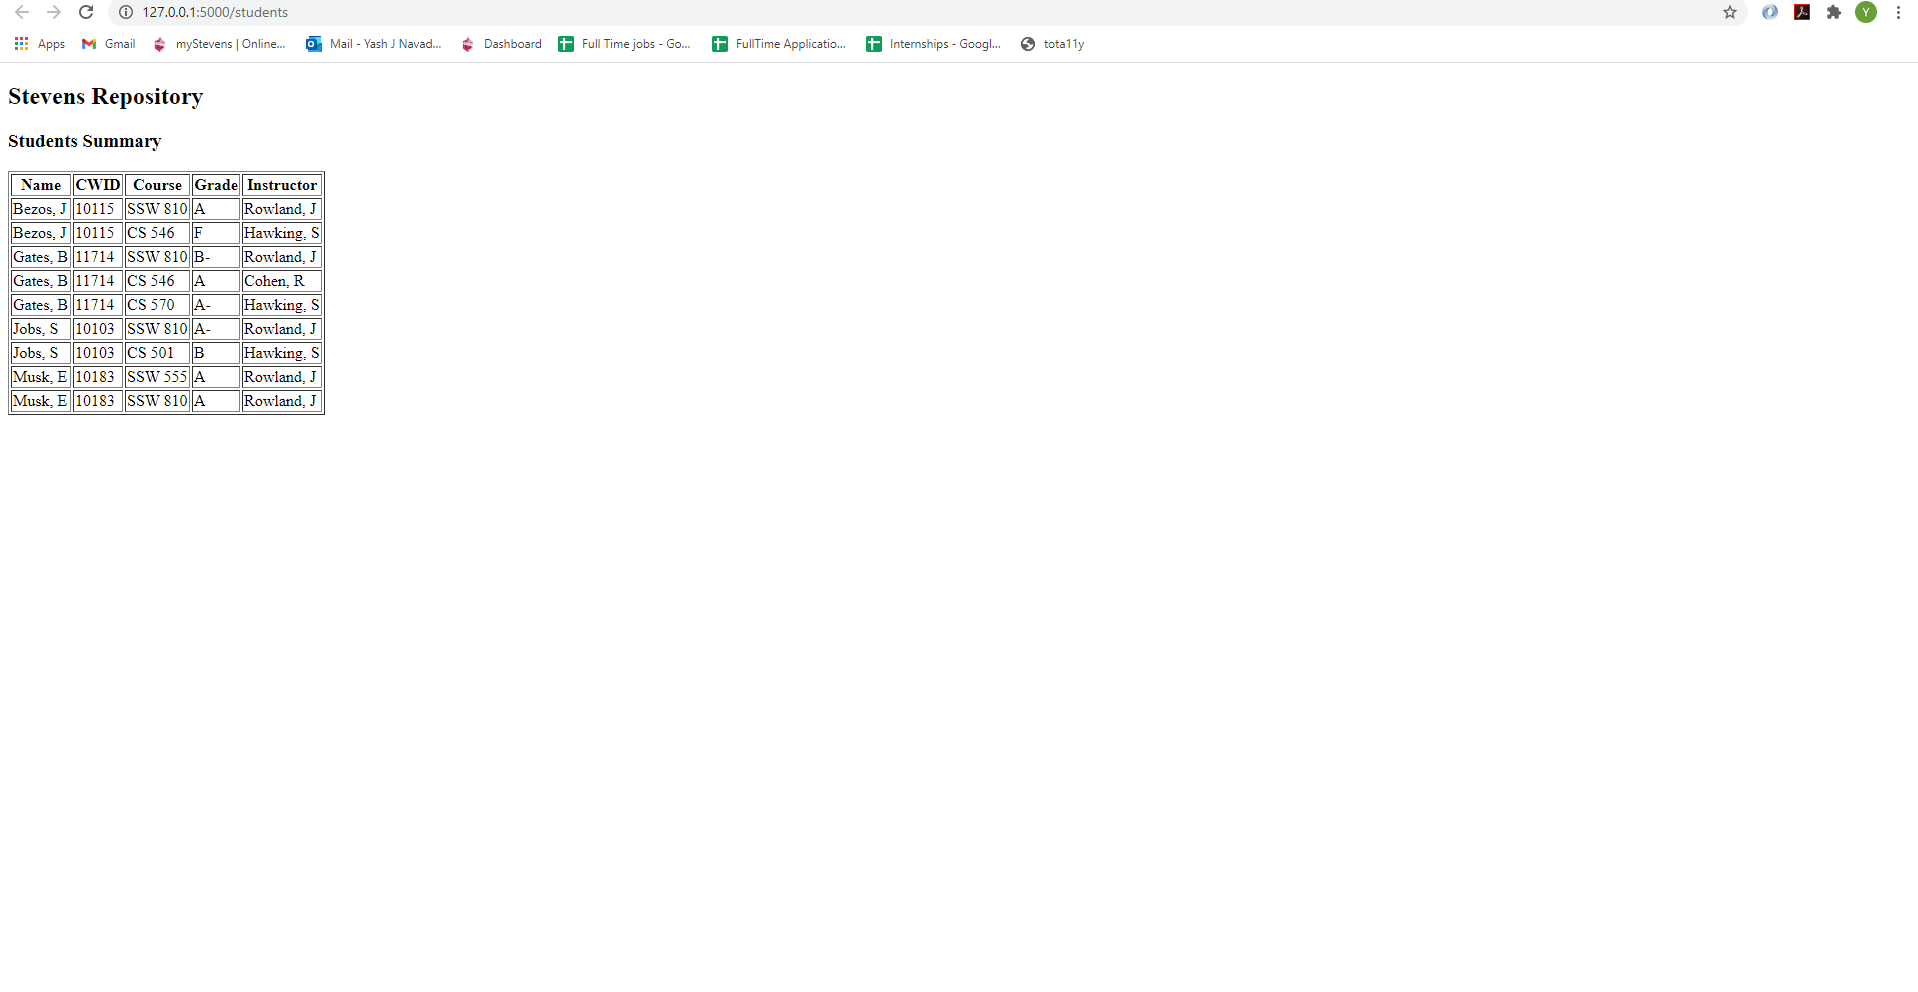 127.0.0.1:5000/students
Y
Apps Gmail myStevens | Online... Mail - Yash J Navad... Dashboard Full Time jobs - Go... FullTime Applicatio... Internships - Googl... tota11y
Stevens Repository
Students Summary
Name CWID Course Grade Instructor
Bezos, J 10115 SSW 810 A Rowland, J
Bezos, J 10115 CS 546 F Hawking, S
Gates, B 11714 SSW 810 B- Rowland, J
Gates, B 11714 CS 546 A Cohen, R
Gates, B 11714 CS 570 A- Hawking, S
Jobs, S 10103 SSW 810 A- Rowland, J
Jobs, S 10103 CS 501 B Hawking, S
Musk, E 10183 SSW 555 A Rowland, J
Musk, E 10183 SSW 810 A Rowland, J